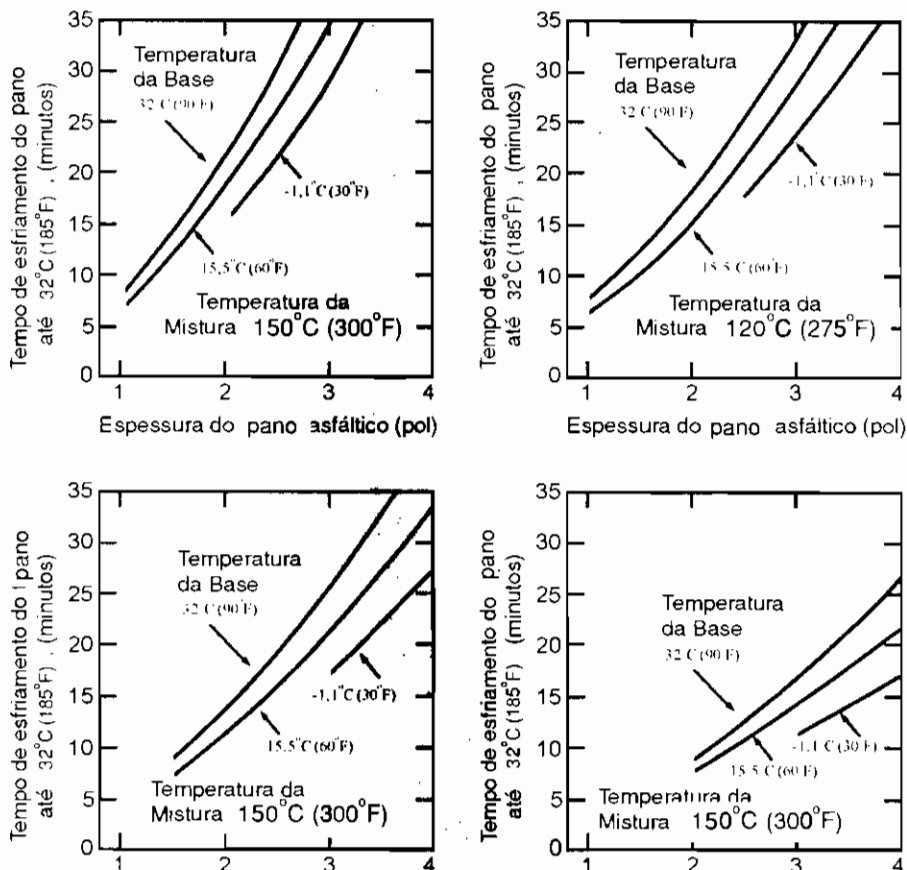 Tempo de esfriamento do pano
até 32°C (185°F) , (minutos)
35
30
25
20
15
10
5
0
Temperatura
da Base
32 C (90 F)
-1,1°C (30°F)
15,5°C (60°F)
Temperatura da
Mistura 150°C (300°F)
1
2
3
4
Espessura do pano asfáltico (pol)
Tempo de esfriamento do pano
até 32°C (185°F) , (minutos)
35
30
25
20
15
10
5
0
Temperatura
da Base
32 C (90 F)
-1,1°C (30 F)
15 5 C (60 F)
Temperatura da
Mistura 120°C (275°F)
1
2
3
4
Espessura do pano asfáltico (pol)
Tempo de esfriamento do pano
até 32°C (185°F) , (minutos)
35
30
25
20
15
10
5
0
Temperatura
da Base
32 C (90°F)
-1,1°C (30°F)
15.5°C (60°F)
Temperatura da
Mistura 150°C (300°F)
1
2
3
4
Tempo de esfriamento do pano
até 32°C (185°F) (minutos)
35
30
25
20
15
10
5
0
Temperatura
da Base
32 C (90 F)
-1,1 C (30 F)
15 5 C (60 F)
Temperatura da
Mistura 150°C (300°F)
1
2
3
4